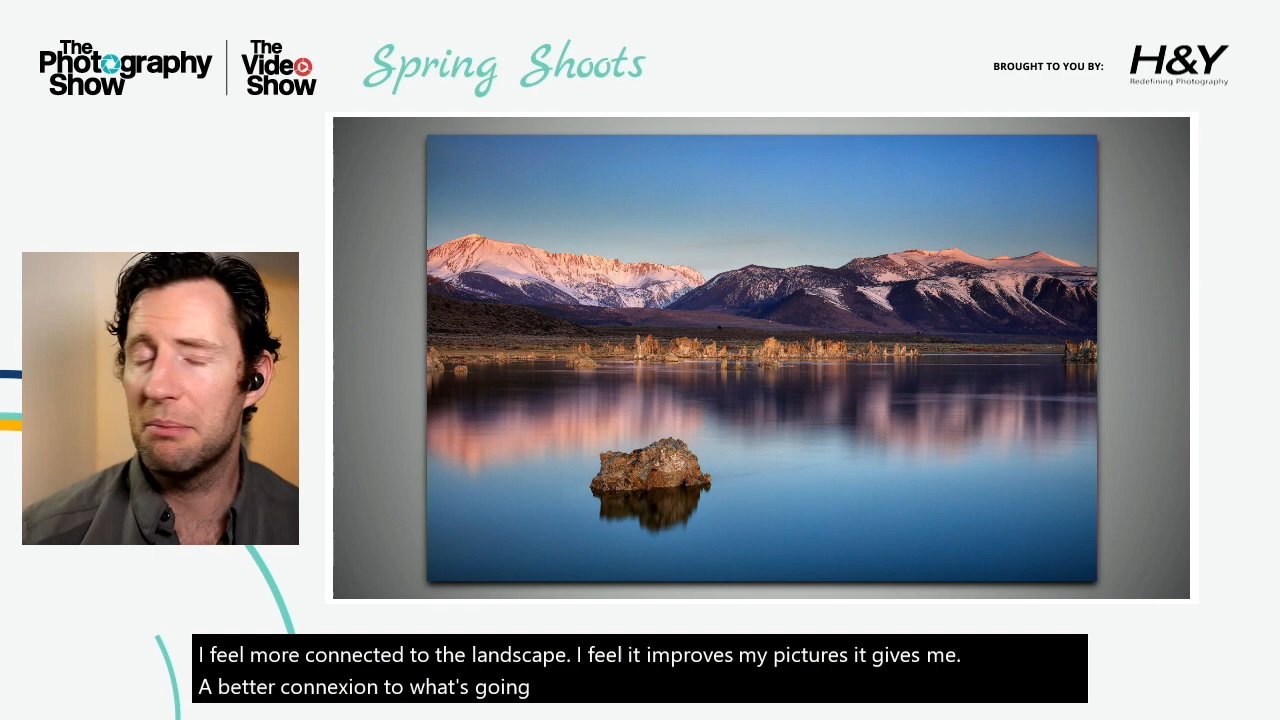 The
Photography
Show
The
Video
Show
Spring Shoots
BROUGHT TO YOU BY:
H&Y
Redefining Photography
I feel more connected to the landscape. I feel it improves my pictures it gives me.
A better connexion to what's going